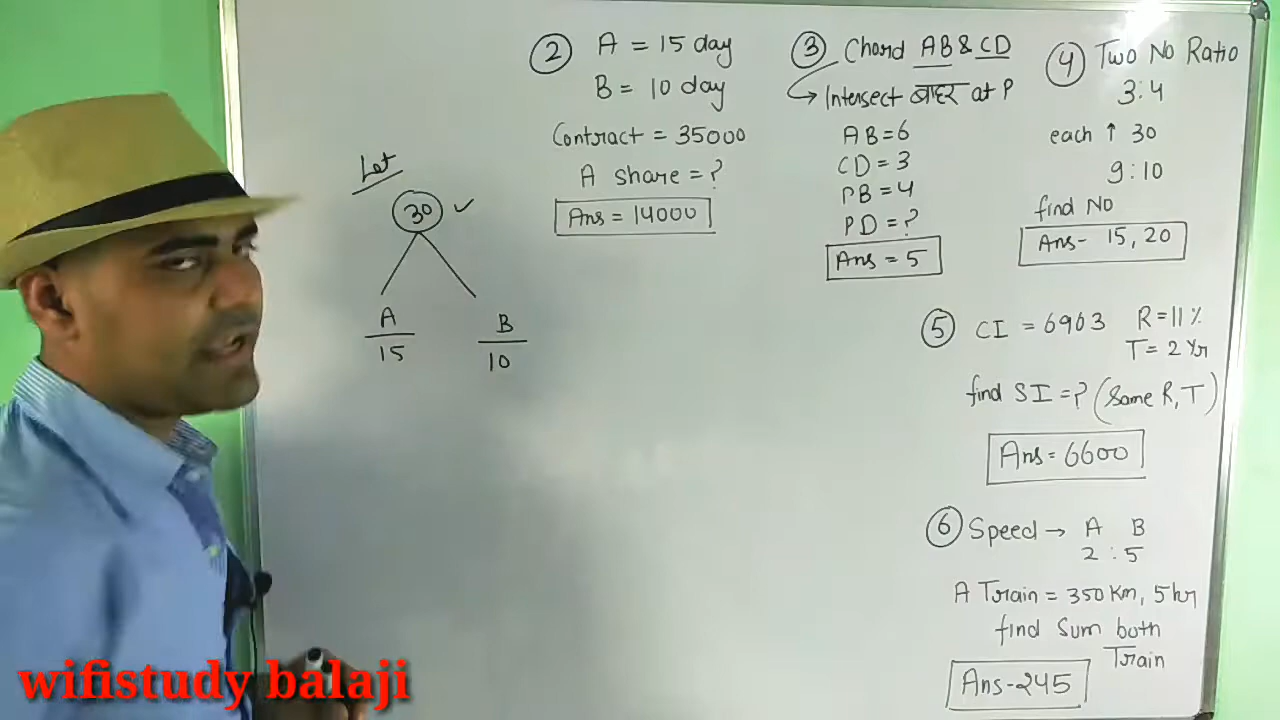 Let
30 ✓
A
15
B
10
② A = 15 day
B = 10 day
Contract = 35000
A share = ?
Ans = 14000
③ Chord AB & CD
↳ Intersect बाहर at P
AB = 6
CD = 3
PB = 4
PD = ?
Ans = 5
④ Two No Ratio
3:4
each ↑ 30
9:10
find No
Ans- 15, 20
⑤ CI = 6963 R = 11 %
T = 2 Yr
find SI = ? (Same R, T)
Ans = 6600
⑥ Speed → A B
2 : 5
A Train = 350 Km, 5 hr
find Sum both
Train
Ans - 245
wifistudy balaji